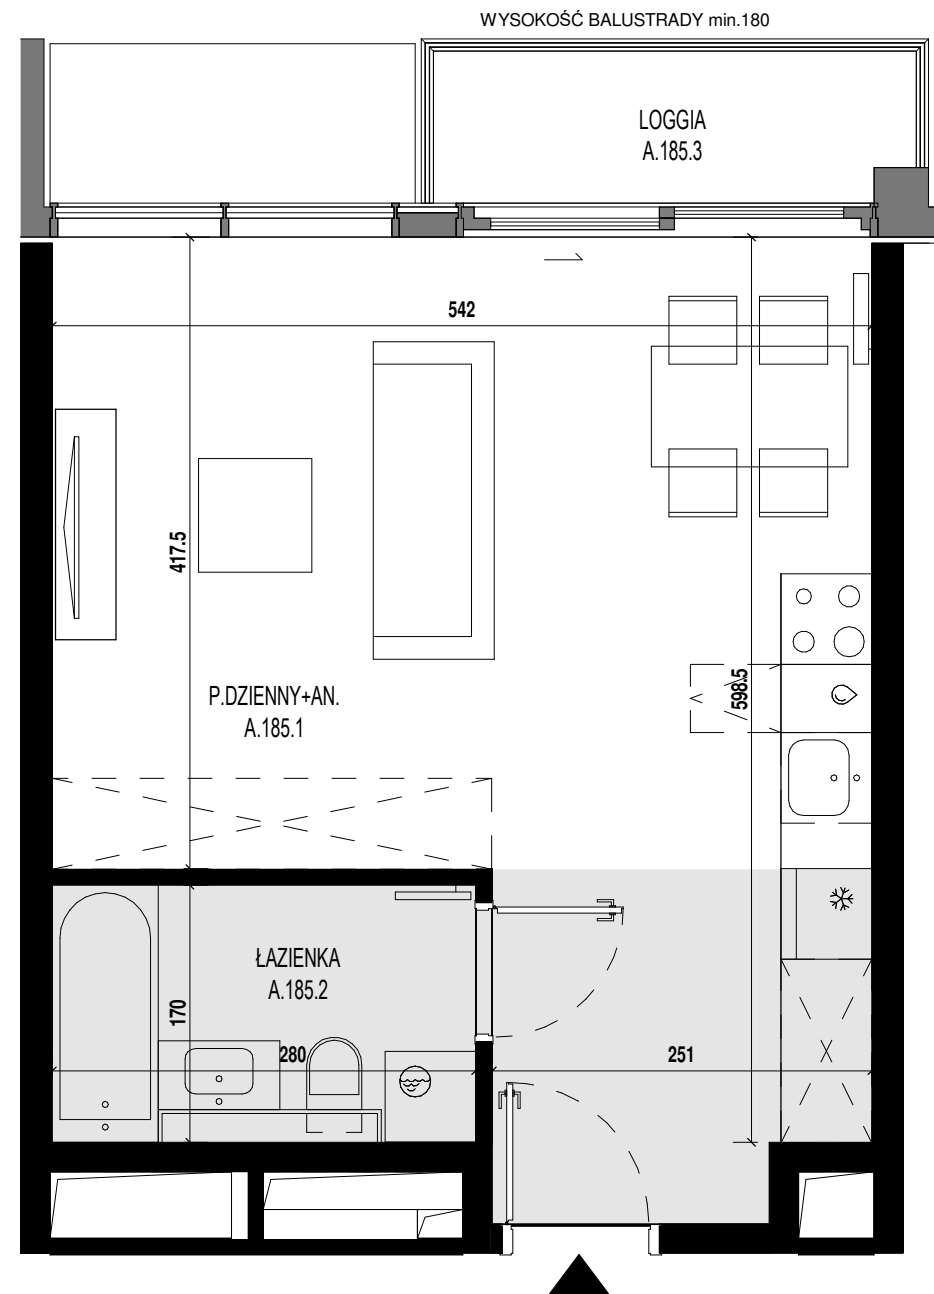 WYSOKOŚĆ BALUSTRADY min.180
LOGGIA
A.185.3
542
417.5
598.5
P.DZIENNY+AN.
A.185.1
ŁAZIENKA
A.185.2
170
280
251